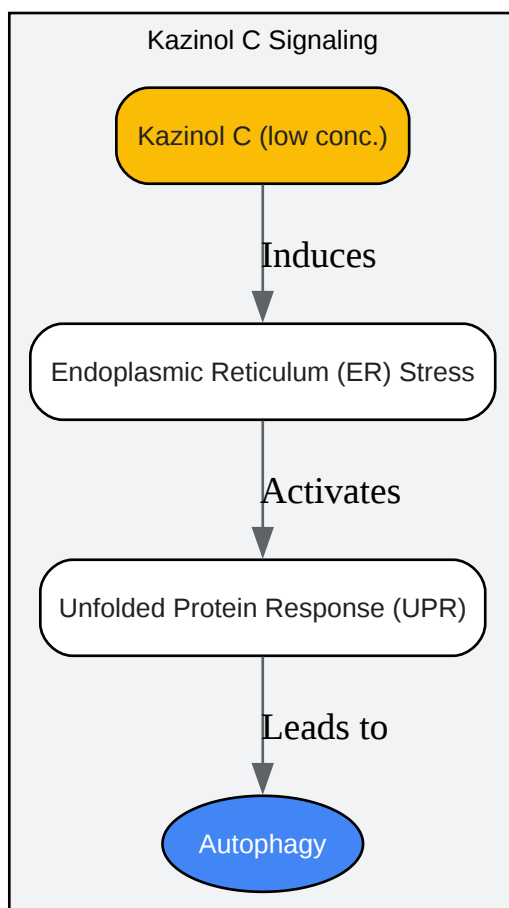 Kazinol C Signaling
Kazinol C (low conc.)
Induces
Endoplasmic Reticulum (ER) Stress
Activates
Unfolded Protein Response (UPR)
Leads to
Autophagy